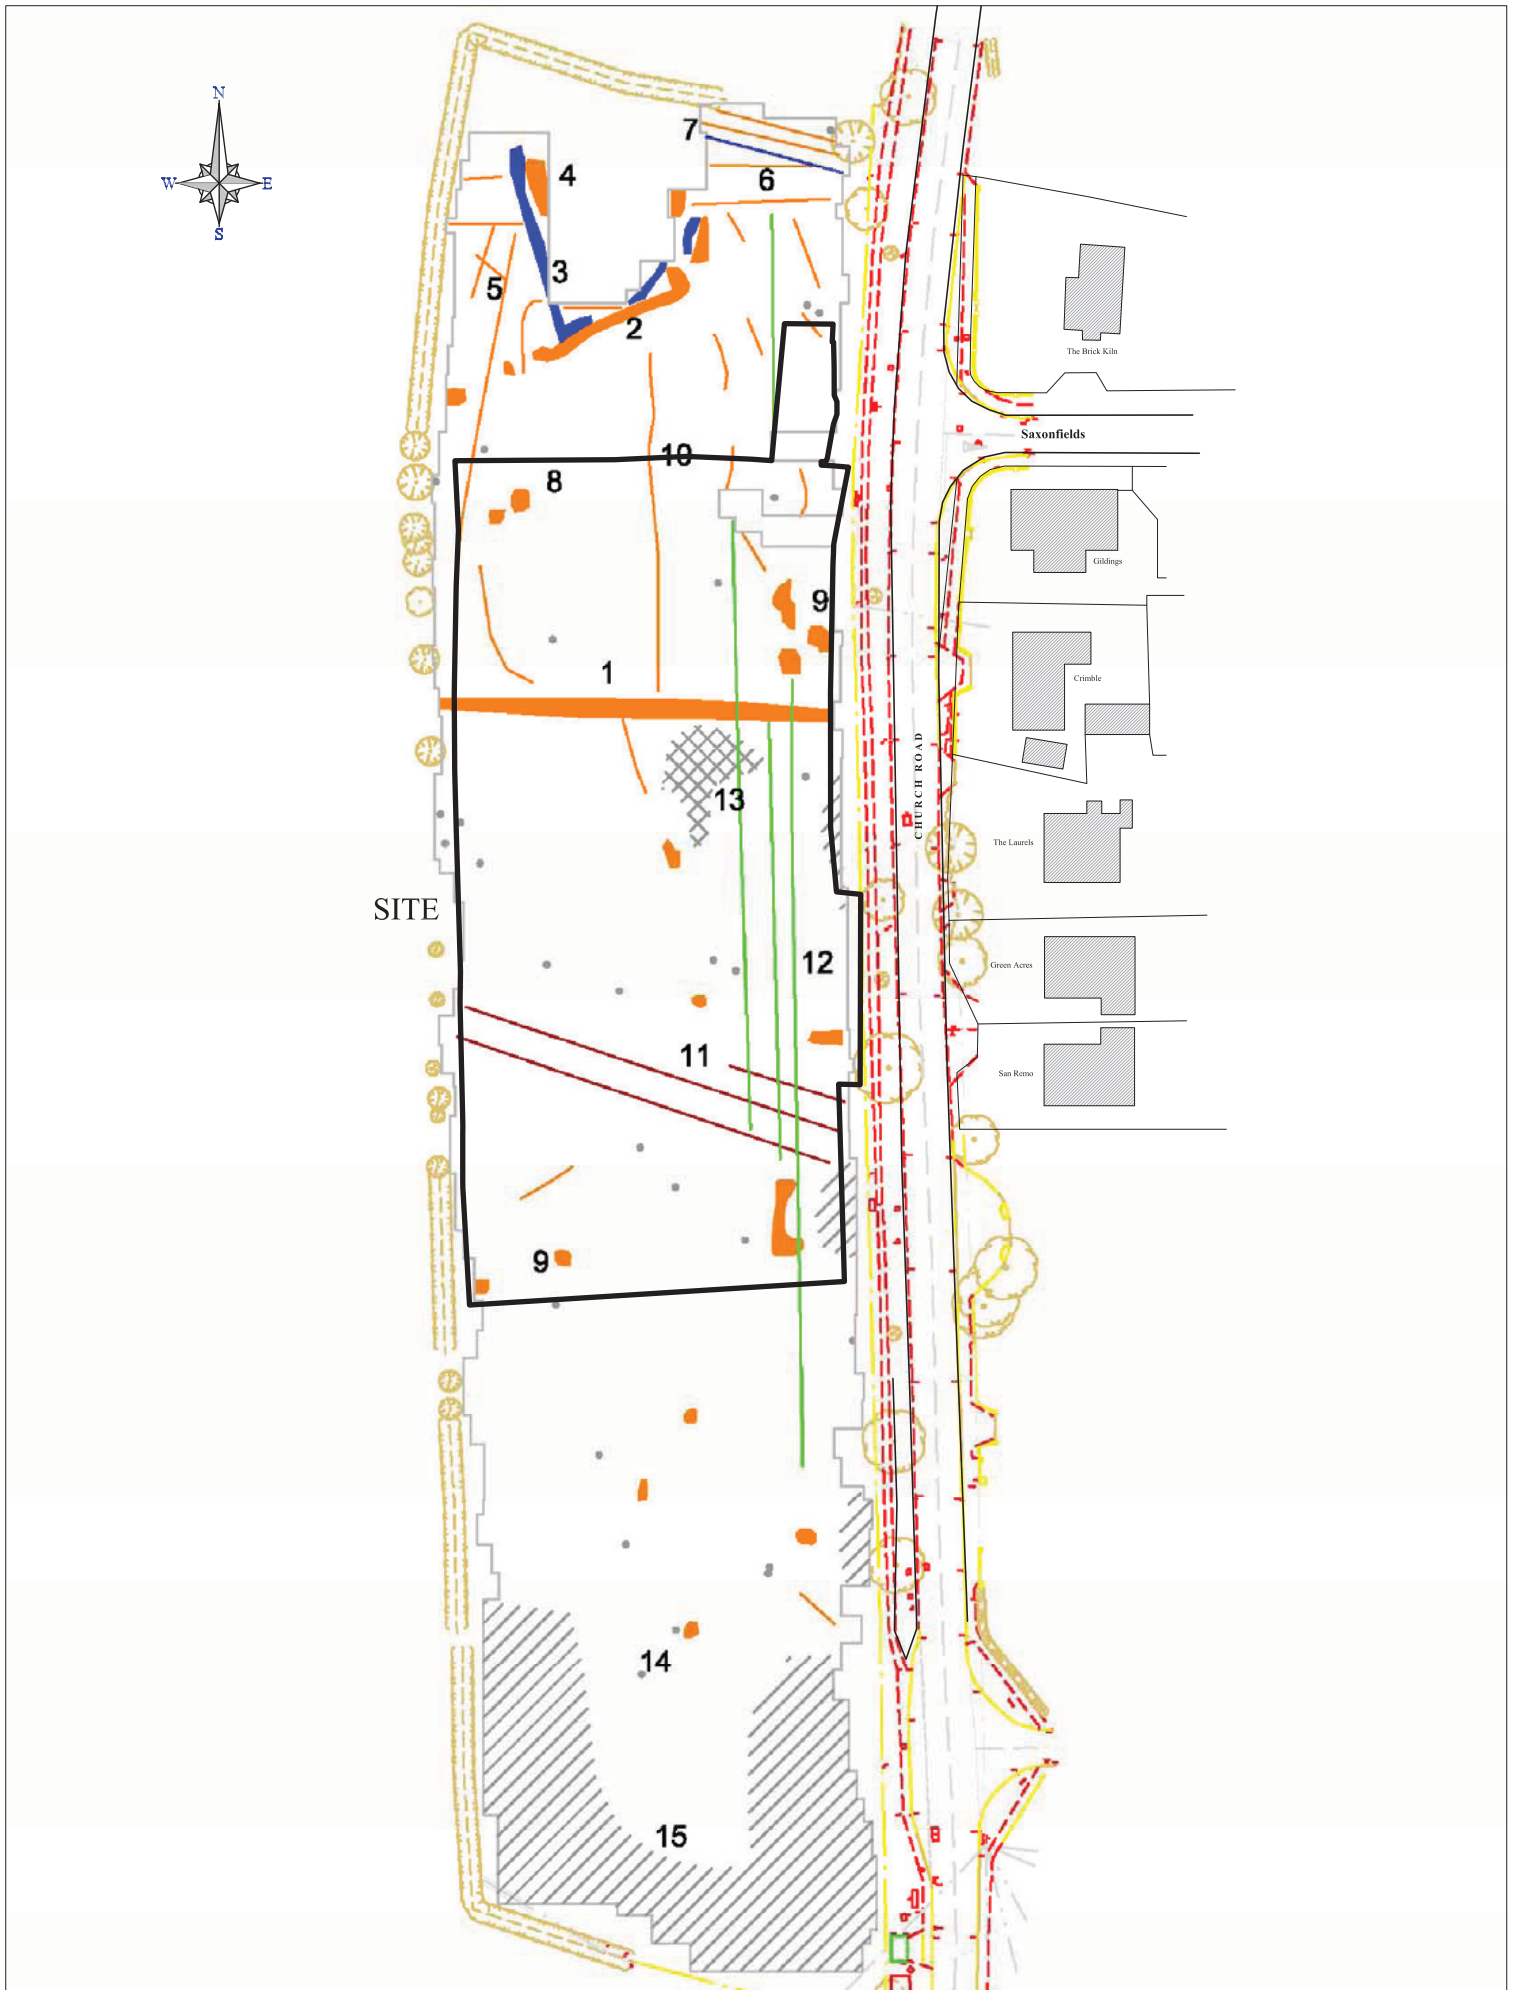 N
W E
S
7
4
6
3
5
2
The Brick Kiln
Saxonfields
10
8
Gildings
9
1
Crimble
CHURCH ROAD
13
The Laurels
SITE
12
Green Acres
11
San Remo
9
14
15